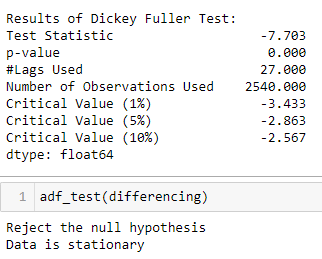 Results of Dickey Fuller Test:
Test Statistic -7.703
p-value 0.000
#Lags Used 27.000
Number of Observations Used 2540.000
Critical Value (1%) -3.433
Critical Value (5%) -2.863
Critical Value (10%) -2.567
dtype: float64
1 adf_test(differencing)
Reject the null hypothesis
Data is stationary